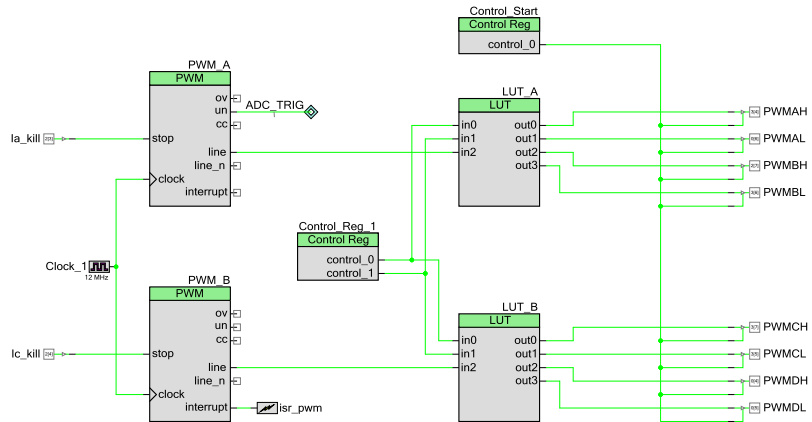 Control_Start
Control Reg
control_0
PWM_A
PWM
ov
un
cc
line
line_n
interrupt
stop
clock
ADC_TRIG
Ia_kill
LUT_A
LUT
in0
in1
in2
out0
out1
out2
out3
PWMAH
PWMAL
PWMBH
PWMBL
Control_Reg_1
Control Reg
control_0
control_1
Clock_1
12 MHz
PWM_B
PWM
ov
un
cc
line
line_n
interrupt
stop
clock
Ic_kill
isr_pwm
LUT_B
LUT
in0
in1
in2
out0
out1
out2
out3
PWMCH
PWMCL
PWMDH
PWMDL